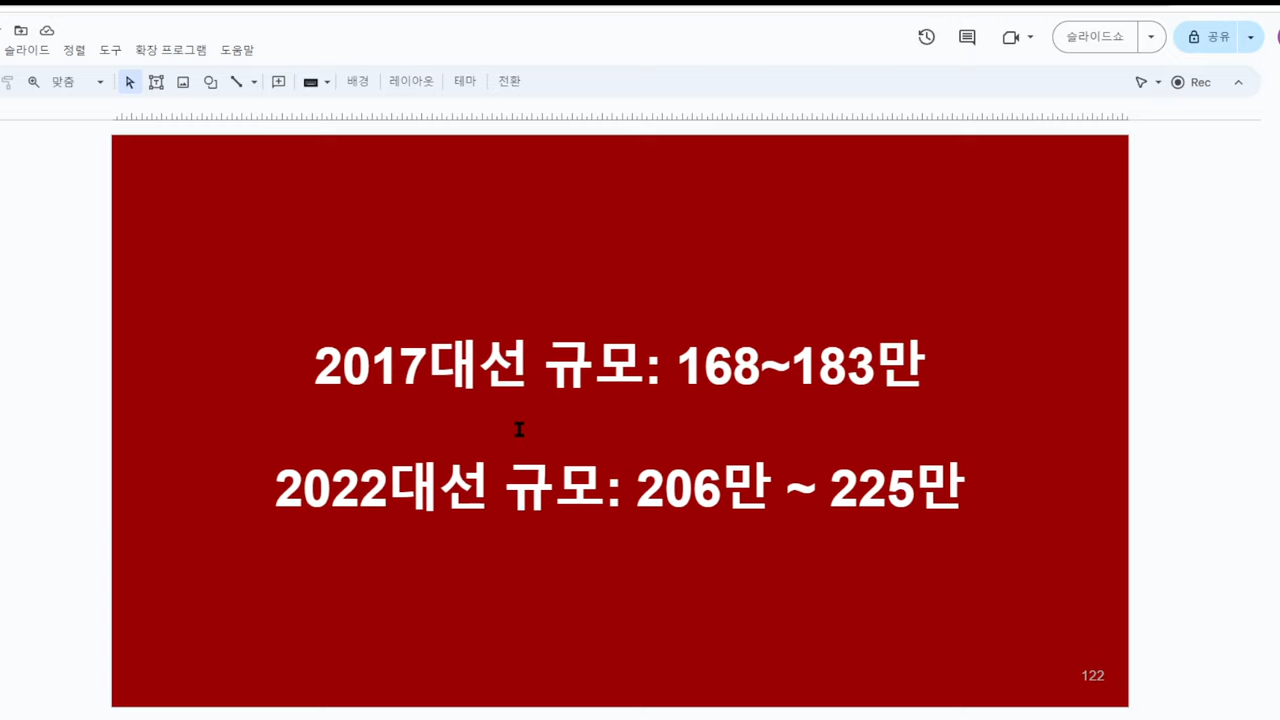 슬라이드 정렬 도구 확장 프로그램 도움말
슬라이드쇼
공유
맞춤 배경 레이아웃 테마 전환 Rec
2017대선 규모: 168~183만
2022대선 규모: 206만 ~ 225만
122